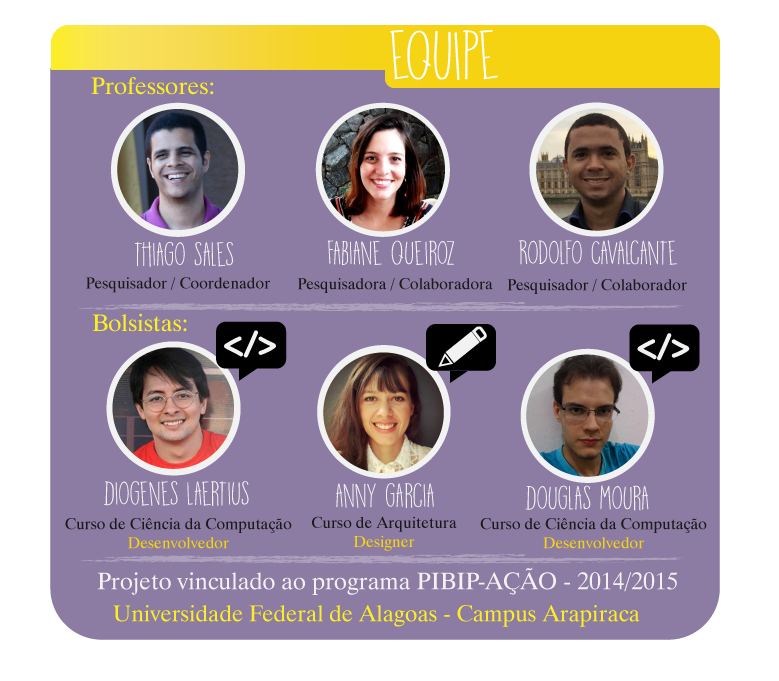 EQUIPE
Professores:
THIAGO SALES
FABIANE QUEIROZ
RODOLFO CAVALCANTE
Pesquisador / Coordenador
Pesquisadora / Colaboradora
Pesquisador / Colaborador
Bolsistas:
</>
</>
DIOGENES LAERTIUS
ANNY GARCIA
DOUGLAS MOURA
Curso de Ciência da Computação
Curso de Arquitetura
Curso de Ciência da Computação
Desenvolvedor
Designer
Desenvolvedor
Projeto vinculado ao programa PIBIP-AÇÃO - 2014/2015
Universidade Federal de Alagoas - Campus Arapiraca